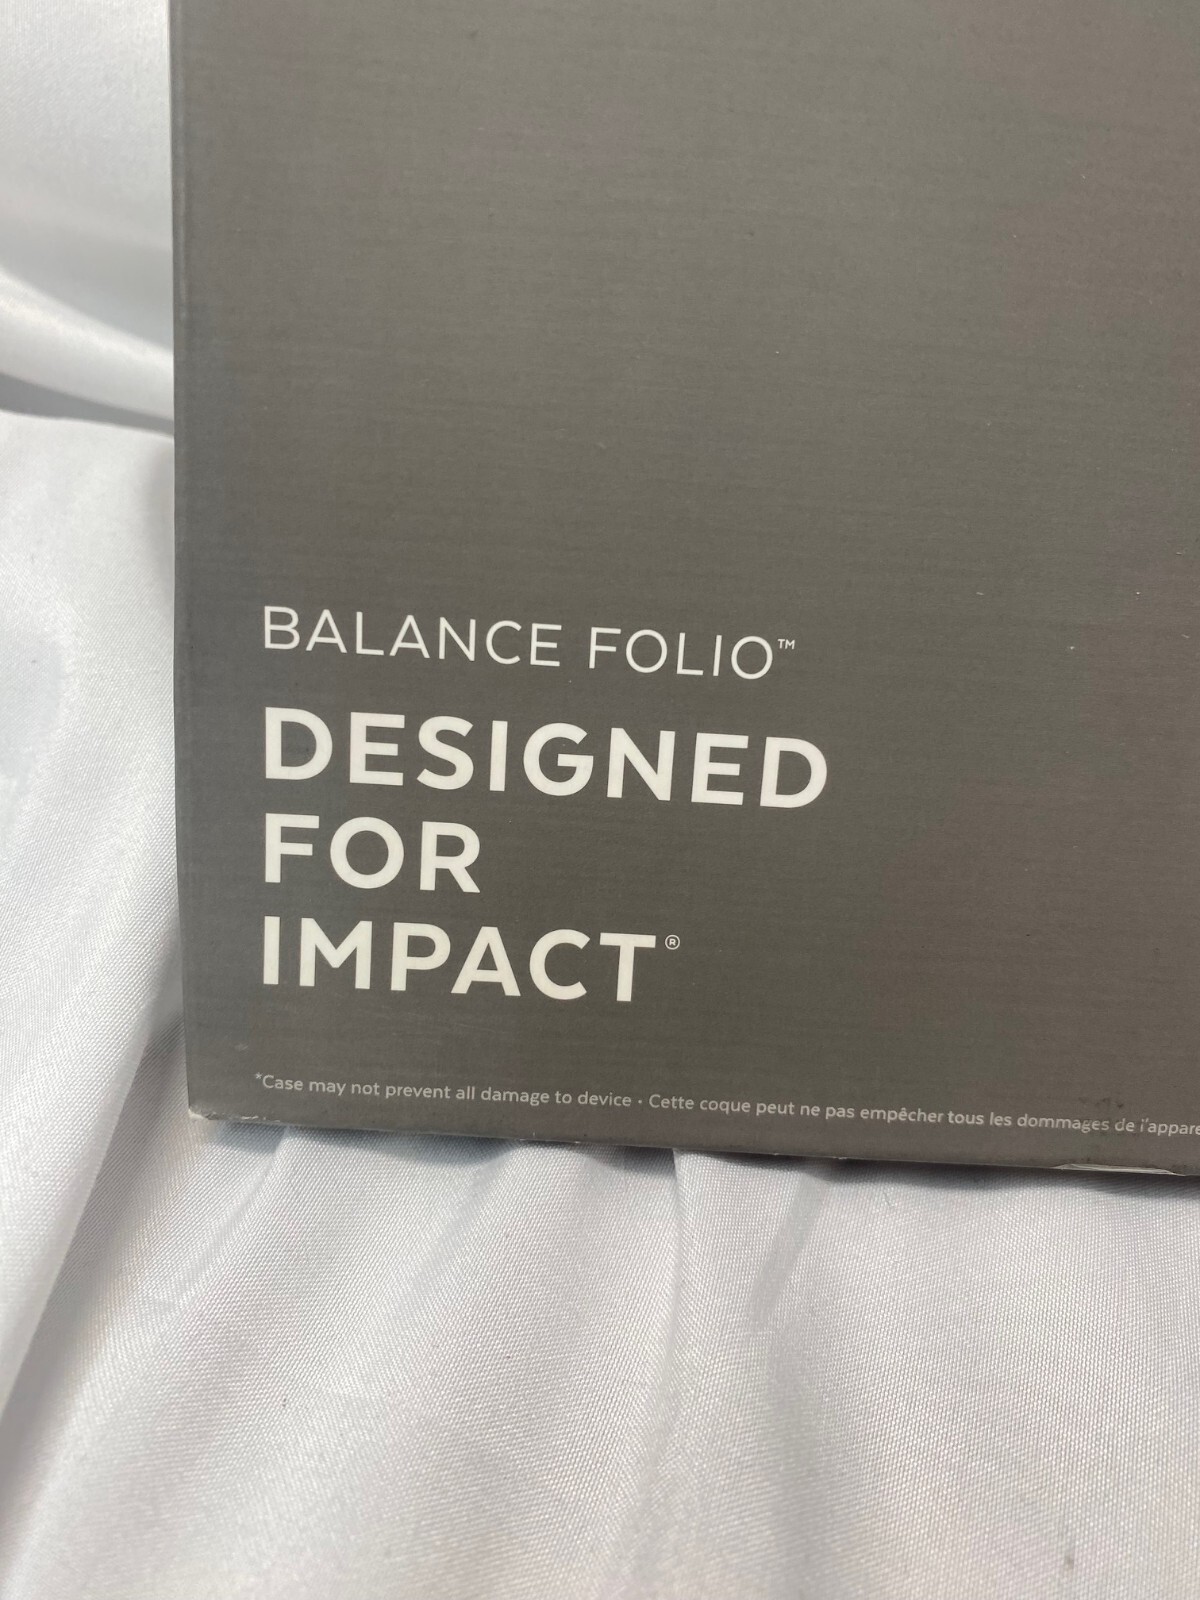 BALANCE FOLIO™
DESIGNED
FOR
IMPACT®
*Case may not prevent all damage to device • Cette coque peut ne pas empêcher tous les dommages de l'appare